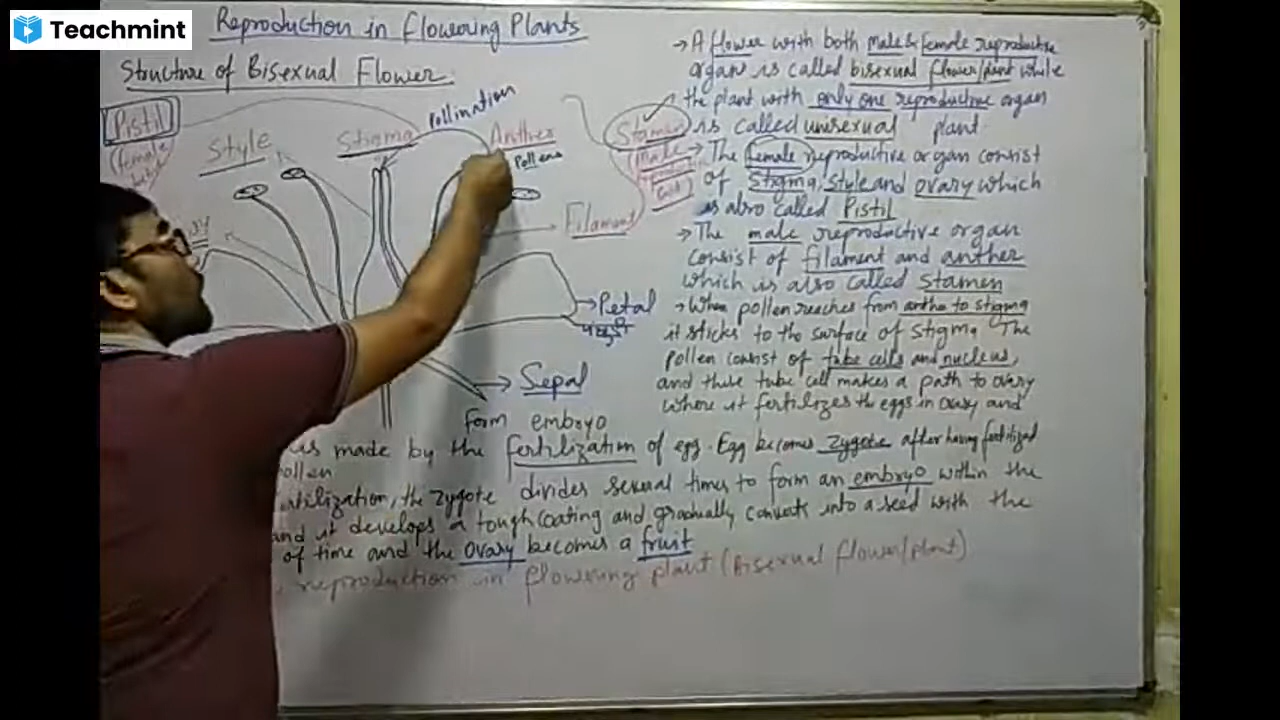 Teachmint
Reproduction in Flowering Plants
Structure of Bisexual Flower.
Pistil
(female
Style
Stigma
Pollination
Anther
Pollens
Stamen
(male
Filament
Petal
Sepal
form embryo
→ A flower with both male & female reproductive
organ is called bisexual flower/plant while
the plant with only one reproductive organ
is called unisexual plant.
→ The female reproductive organ consist
of Stigma, style and ovary which
is also called Pistil
→ The male reproductive organ
consist of filament and anther
which is also called Stamen
→ When pollen reaches from anther to stigma
it sticks to the surface of stigma The
pollen consist of tube cells and nucleus,
and tube cell makes a path to ovary
where it fertilizes the eggs in ovary and
is made by the fertilization of egg. Egg becomes zygote after having fertilized
pollen
fertilization, the zygote divides several times to form an embryo within the
and it develops a tough coating and gradually converts into a seed with the
of time and the ovary becomes a fruit
reproduction in flowering plant (Bisexual flower/plant)